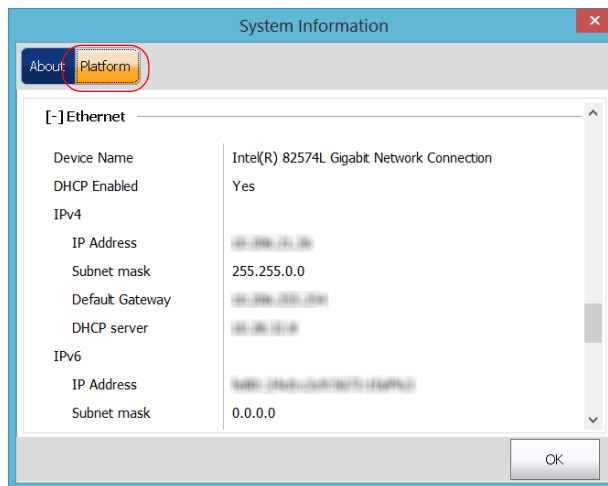 System Information
About Platform
[-] Ethernet
Device Name Intel(R) 82574L Gigabit Network Connection
DHCP Enabled Yes
IPv4
IP Address
Subnet mask 255.255.0.0
Default Gateway
DHCP server
IPv6
IP Address
Subnet mask 0.0.0.0
OK